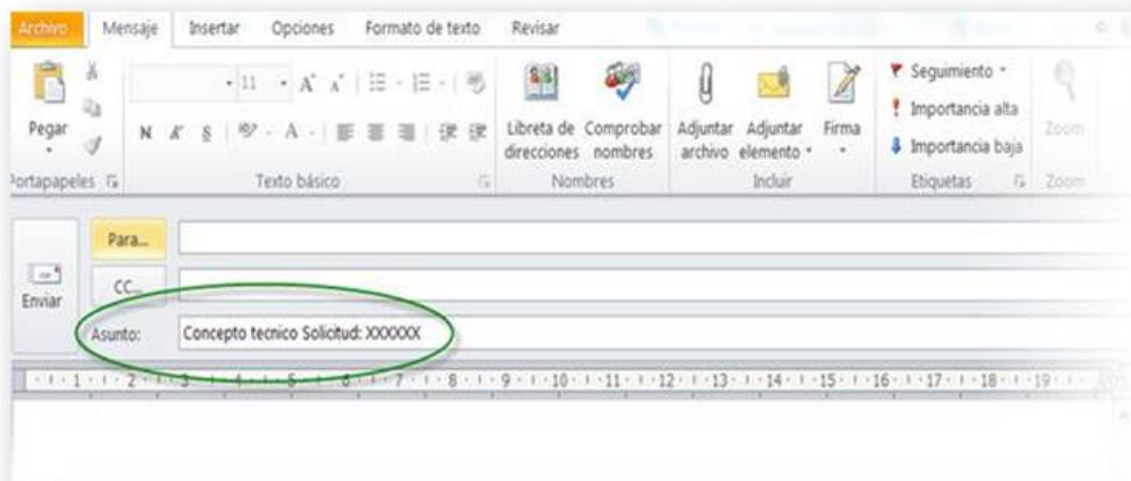 Archivo Mensaje Insertar Opciones Formato de texto Revisar
Pegar
11 A A
N K S A
Libreta de direcciones
Comprobar nombres
Adjuntar archivo
Adjuntar elemento
Firma
Seguimiento
Importancia alta
Importancia baja
Zoom
Portapapeles Texto básico Nombres Incluir Etiquetas Zoom
Enviar
Para...
CC...
Asunto: Concepto tecnico Solicitud: XXXXXX
1 2 3 4 5 6 7 8 9 10 11 12 13 14 15 16 17 18 19